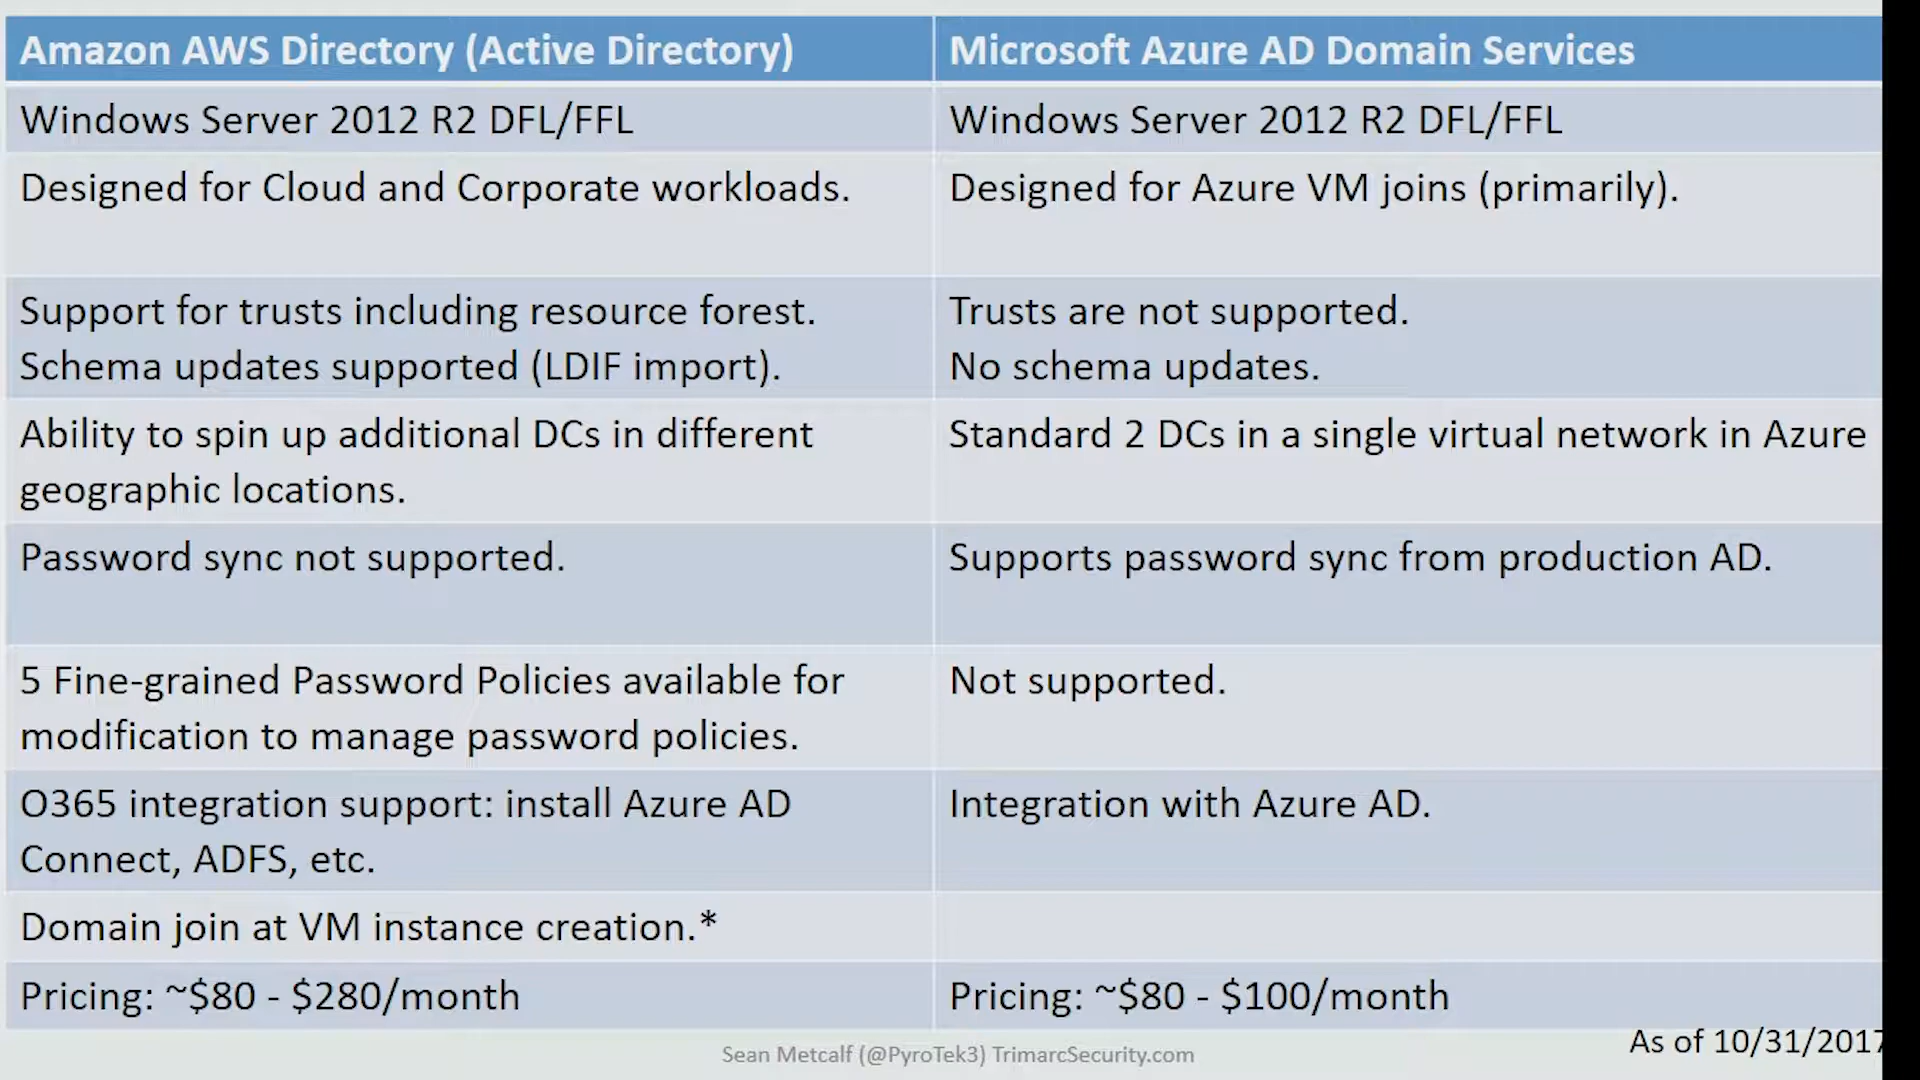 Amazon AWS Directory (Active Directory)
Microsoft Azure AD Domain Services
Windows Server 2012 R2 DFL/FFL
Windows Server 2012 R2 DFL/FFL
Designed for Cloud and Corporate workloads.
Designed for Azure VM joins (primarily).
Support for trusts including resource forest.
Schema updates supported (LDIF import).
Trusts are not supported.
No schema updates.
Ability to spin up additional DCs in different
geographic locations.
Standard 2 DCs in a single virtual network in Azure
Password sync not supported.
Supports password sync from production AD.
5 Fine-grained Password Policies available for
modification to manage password policies.
Not supported.
O365 integration support: install Azure AD
Connect, ADFS, etc.
Integration with Azure AD.
Domain join at VM instance creation.*
Pricing: ~$80 - $280/month
Pricing: ~$80 - $100/month
As of 10/31/2017
Sean Metcalf (@PyroTek3) TrimarcSecurity.com